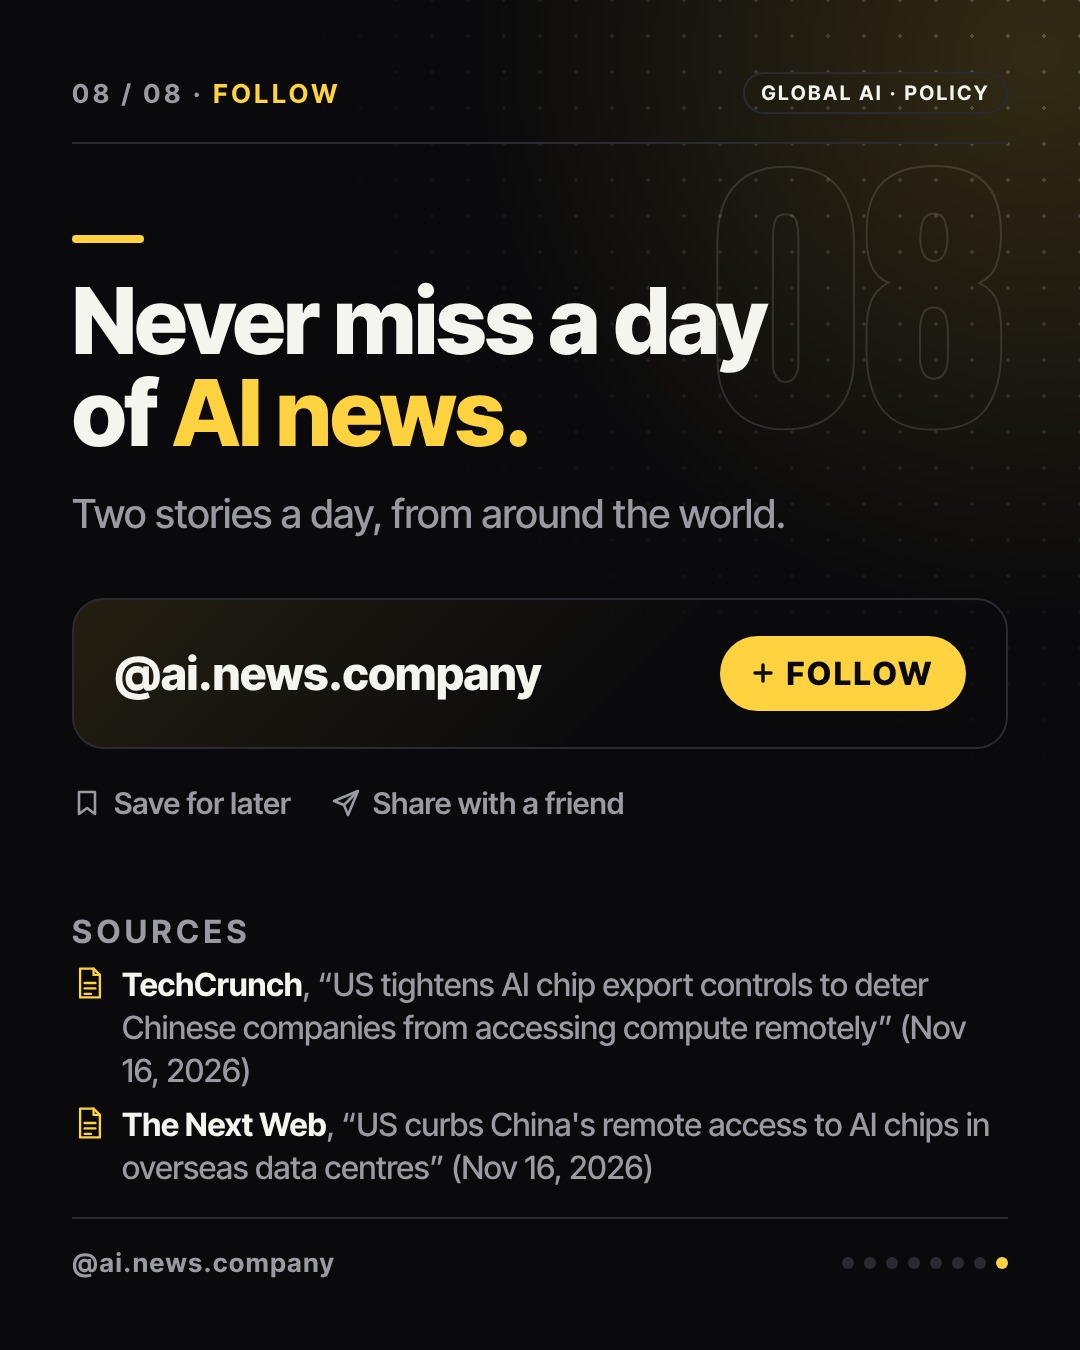 08 / 08 · FOLLOW
GLOBAL AI · POLICY
08
Never miss a day
of AI news.
Two stories a day, from around the world.
@ai.news.company
+ FOLLOW
Save for later
Share with a friend
SOURCES
TechCrunch, “US tightens AI chip export controls to deter
Chinese companies from accessing compute remotely” (Nov
16, 2026)
The Next Web, “US curbs China's remote access to AI chips in
overseas data centres” (Nov 16, 2026)
@ai.news.company